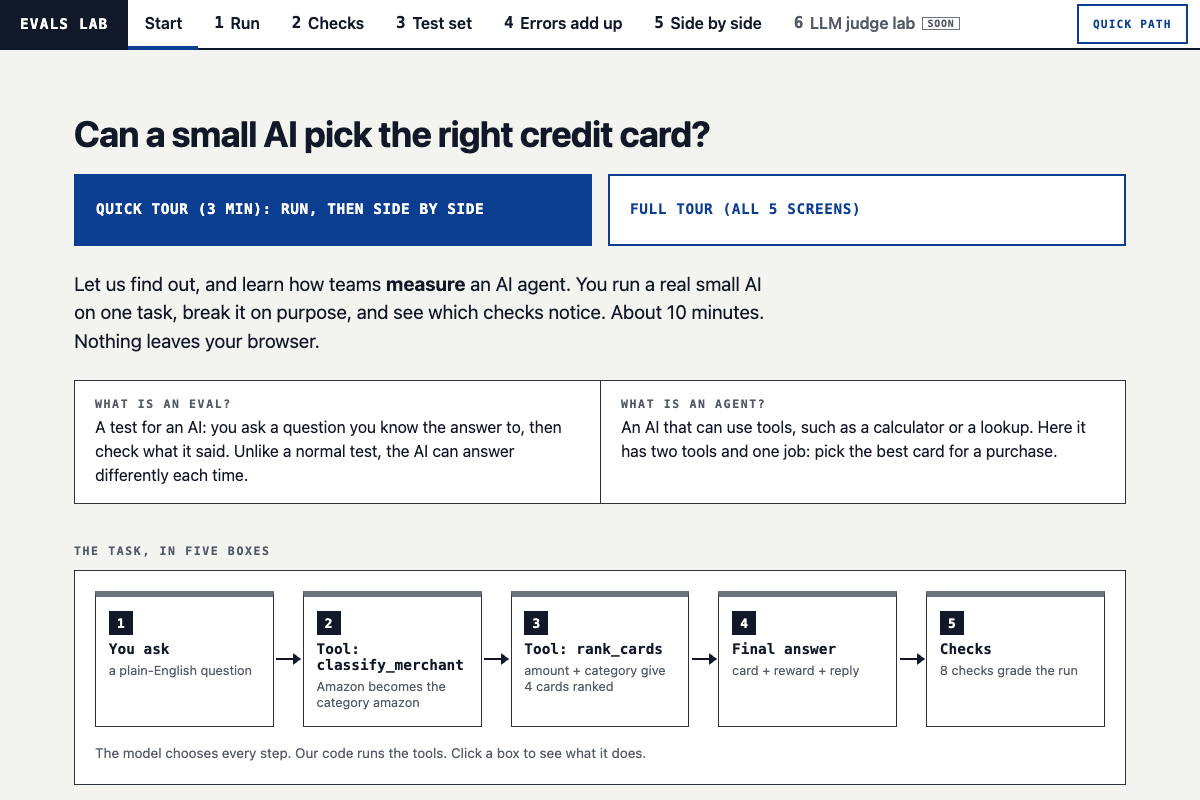 EVALS LAB
Start
1 Run
2 Checks
3 Test set
4 Errors add up
5 Side by side
6 LLM judge lab SOON
QUICK PATH
Can a small AI pick the right credit card?
QUICK TOUR (3 MIN): RUN, THEN SIDE BY SIDE
FULL TOUR (ALL 5 SCREENS)
Let us find out, and learn how teams measure an AI agent. You run a real small AI
on one task, break it on purpose, and see which checks notice. About 10 minutes.
Nothing leaves your browser.
WHAT IS AN EVAL?
A test for an AI: you ask a question you know the answer to, then
check what it said. Unlike a normal test, the AI can answer
differently each time.
WHAT IS AN AGENT?
An AI that can use tools, such as a calculator or a lookup. Here it
has two tools and one job: pick the best card for a purchase.
THE TASK, IN FIVE BOXES
1
You ask
a plain-English question
2
Tool:
classify_merchant
Amazon becomes the
category amazon
3
Tool: rank_cards
amount + category give
4 cards ranked
4
Final answer
card + reward + reply
5
Checks
8 checks grade the run
The model chooses every step. Our code runs the tools. Click a box to see what it does.